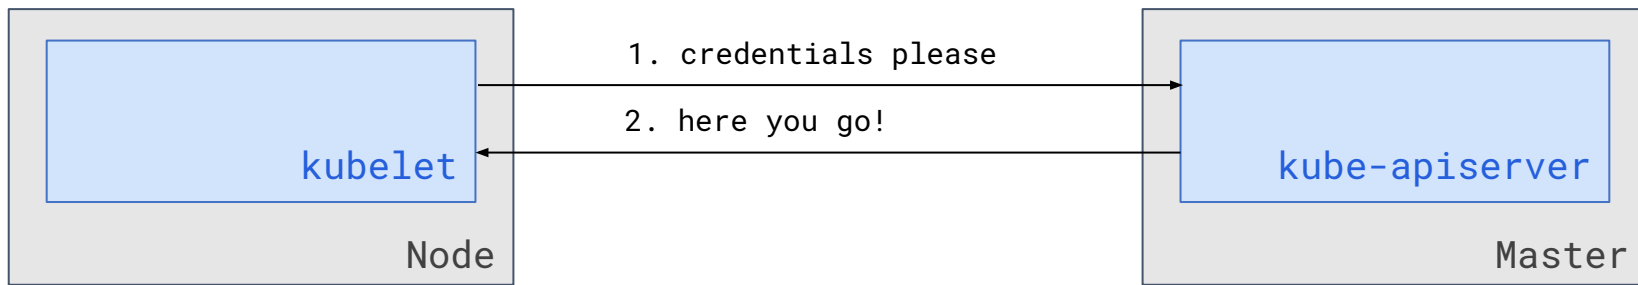 1. credentials please
2. here you go!
kubelet
kube-apiserver
Node
Master